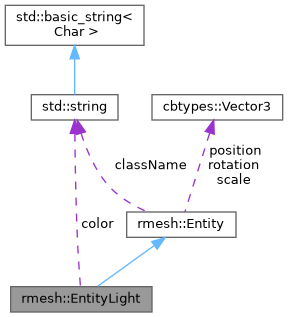 std::basic_string<
Char >
std::string
cbtypes::Vector3
className
position
rotation
scale
color
rmesh::Entity
rmesh::EntityLight